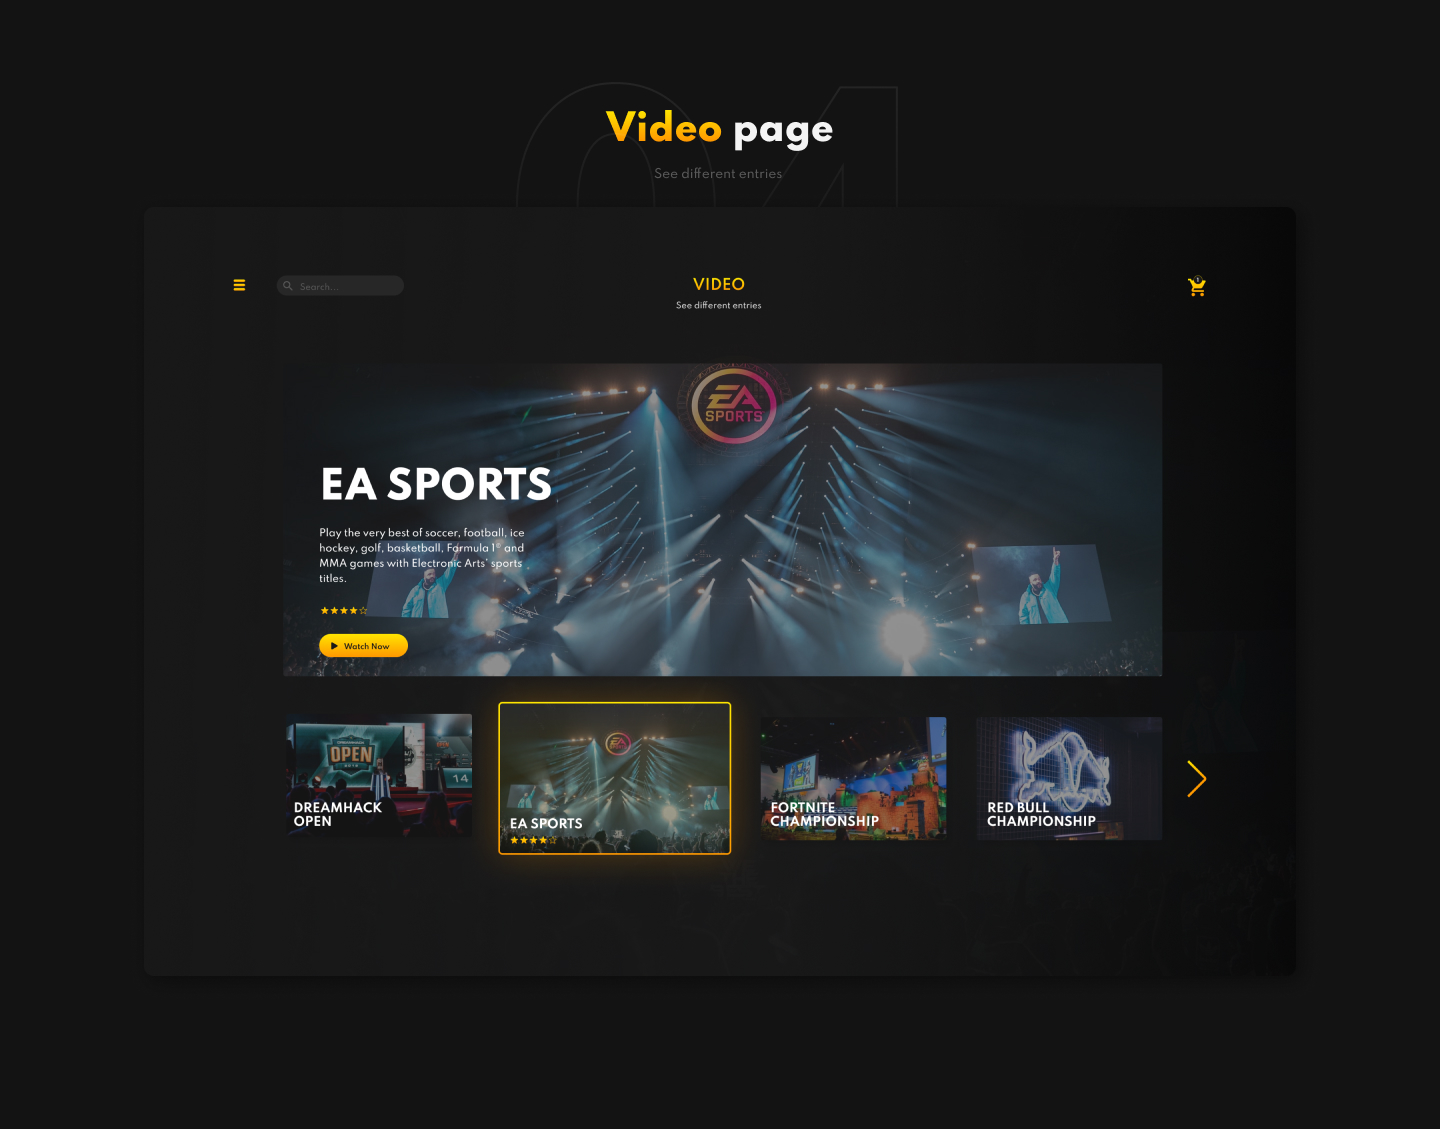 04
Video page
See different entries
Search...
VIDEO
See different entries
EA
SPORTS
EA SPORTS
Play the very best of soccer, football, ice
hockey, golf, basketball, Farmula 1® and
MMA games with Electronic Arts' sports
titles.
Watch Now
OPEN
14
DREAMHACK
OPEN
EA
EA SPORTS
FORTNITE
CHAMPIONSHIP
RED BULL
CHAMPIONSHIP